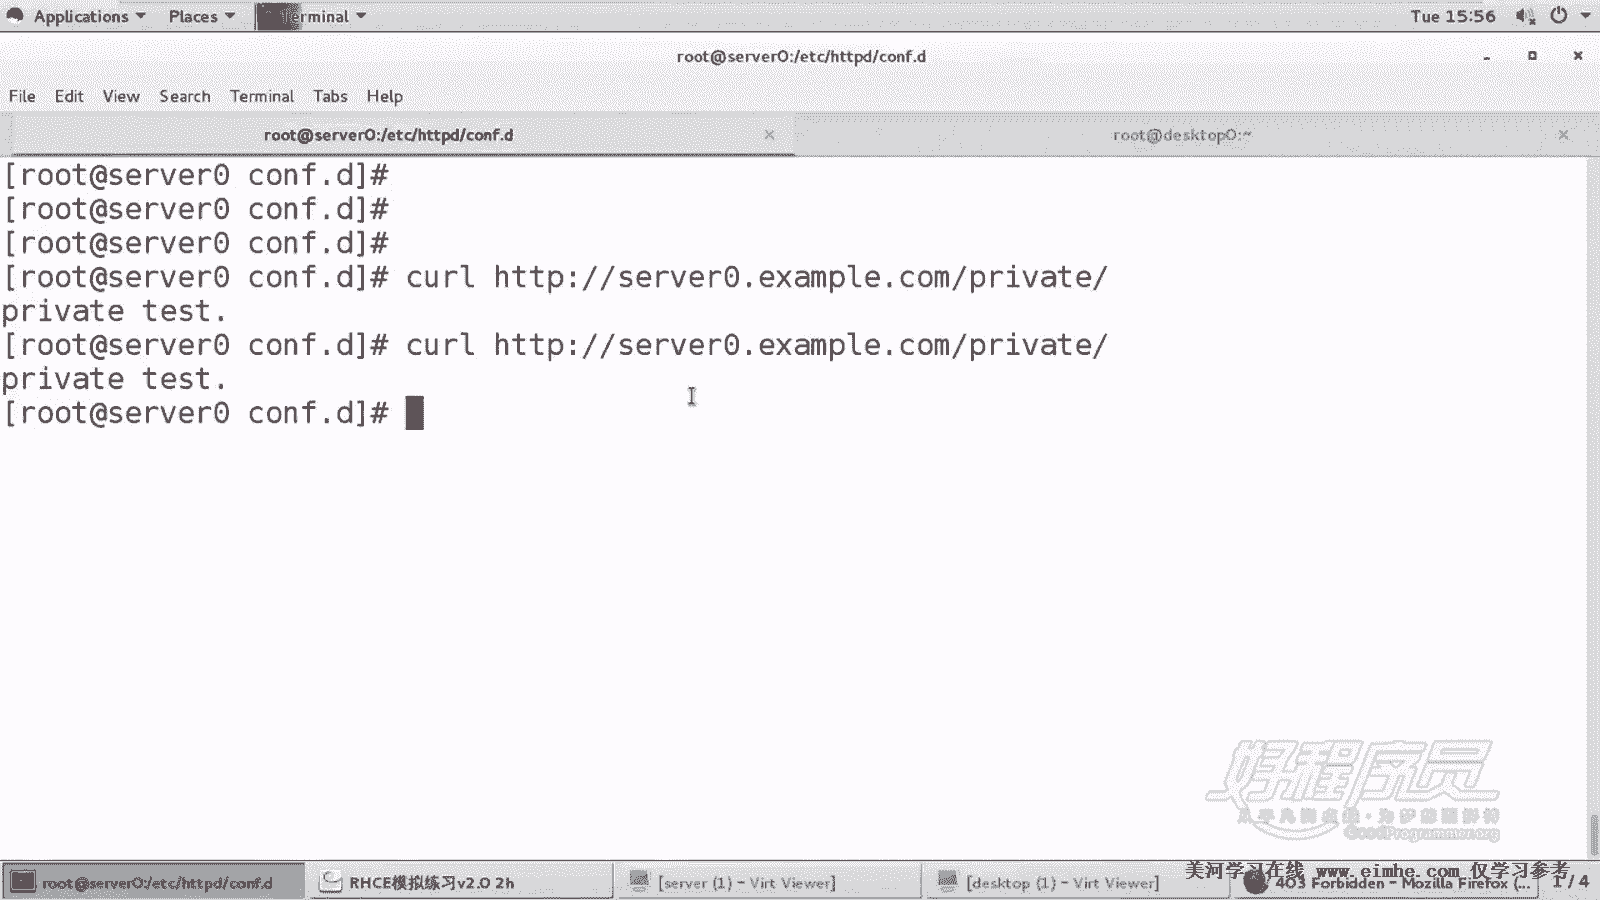 Applications Places Terminal Tue 15:56
root@server0:/etc/httpd/conf.d
File Edit View Search Terminal Tabs Help
root@server0:/etc/httpd/conf.d root@desktop0:~
[root@server0 conf.d]#
[root@server0 conf.d]#
[root@server0 conf.d]#
[root@server0 conf.d]# curl http://server0.example.com/private/
private test.
[root@server0 conf.d]# curl http://server0.example.com/private/
private test.
[root@server0 conf.d]#
好程序员
GoodProgrammer.org
美河学习在线 www.eimhe.com 仅学习参考
root@server0:/etc/httpd/conf.d RHCE模拟练习v2.0 2h [server (1) - Virt Viewer] [desktop (1) - Virt Viewer] 403 Forbidden - Mozilla Firefox (... 1 / 4